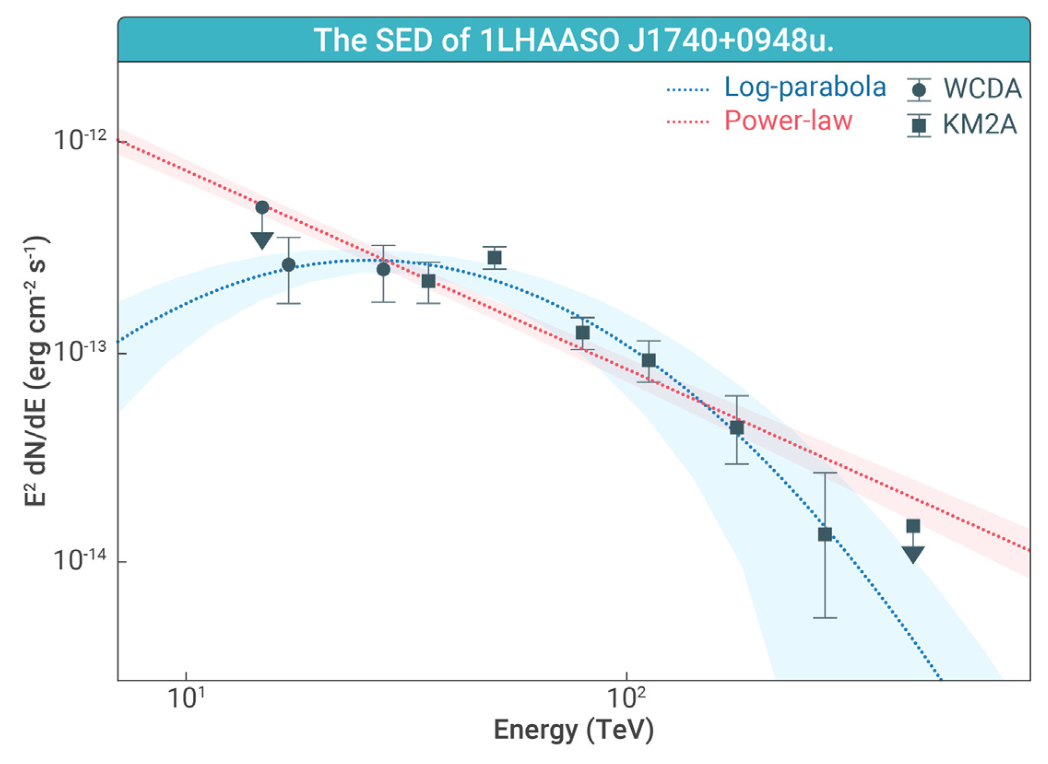 The SED of 1LHAASO J1740+0948u.
Log-parabola
Power-law
WCDA
KM2A
10⁻¹²
10⁻¹³
10⁻¹⁴
E² dN/dE (erg cm⁻² s⁻¹)
10¹
10²
Energy (TeV)